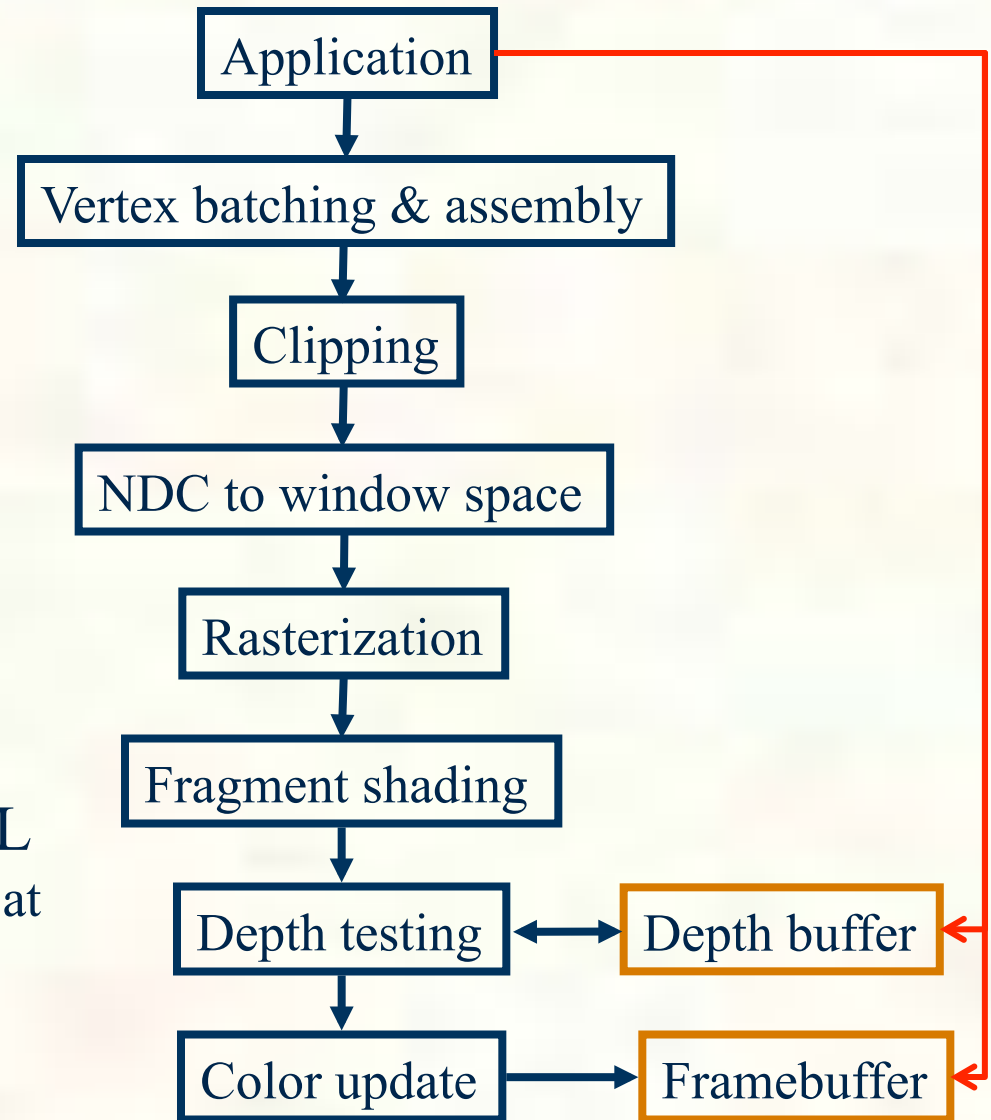 Application
Vertex batching & assembly
Clipping
NDC to window space
Rasterization
Fragment shading
L
at
Depth testing
Depth buffer
Color update
Framebuffer